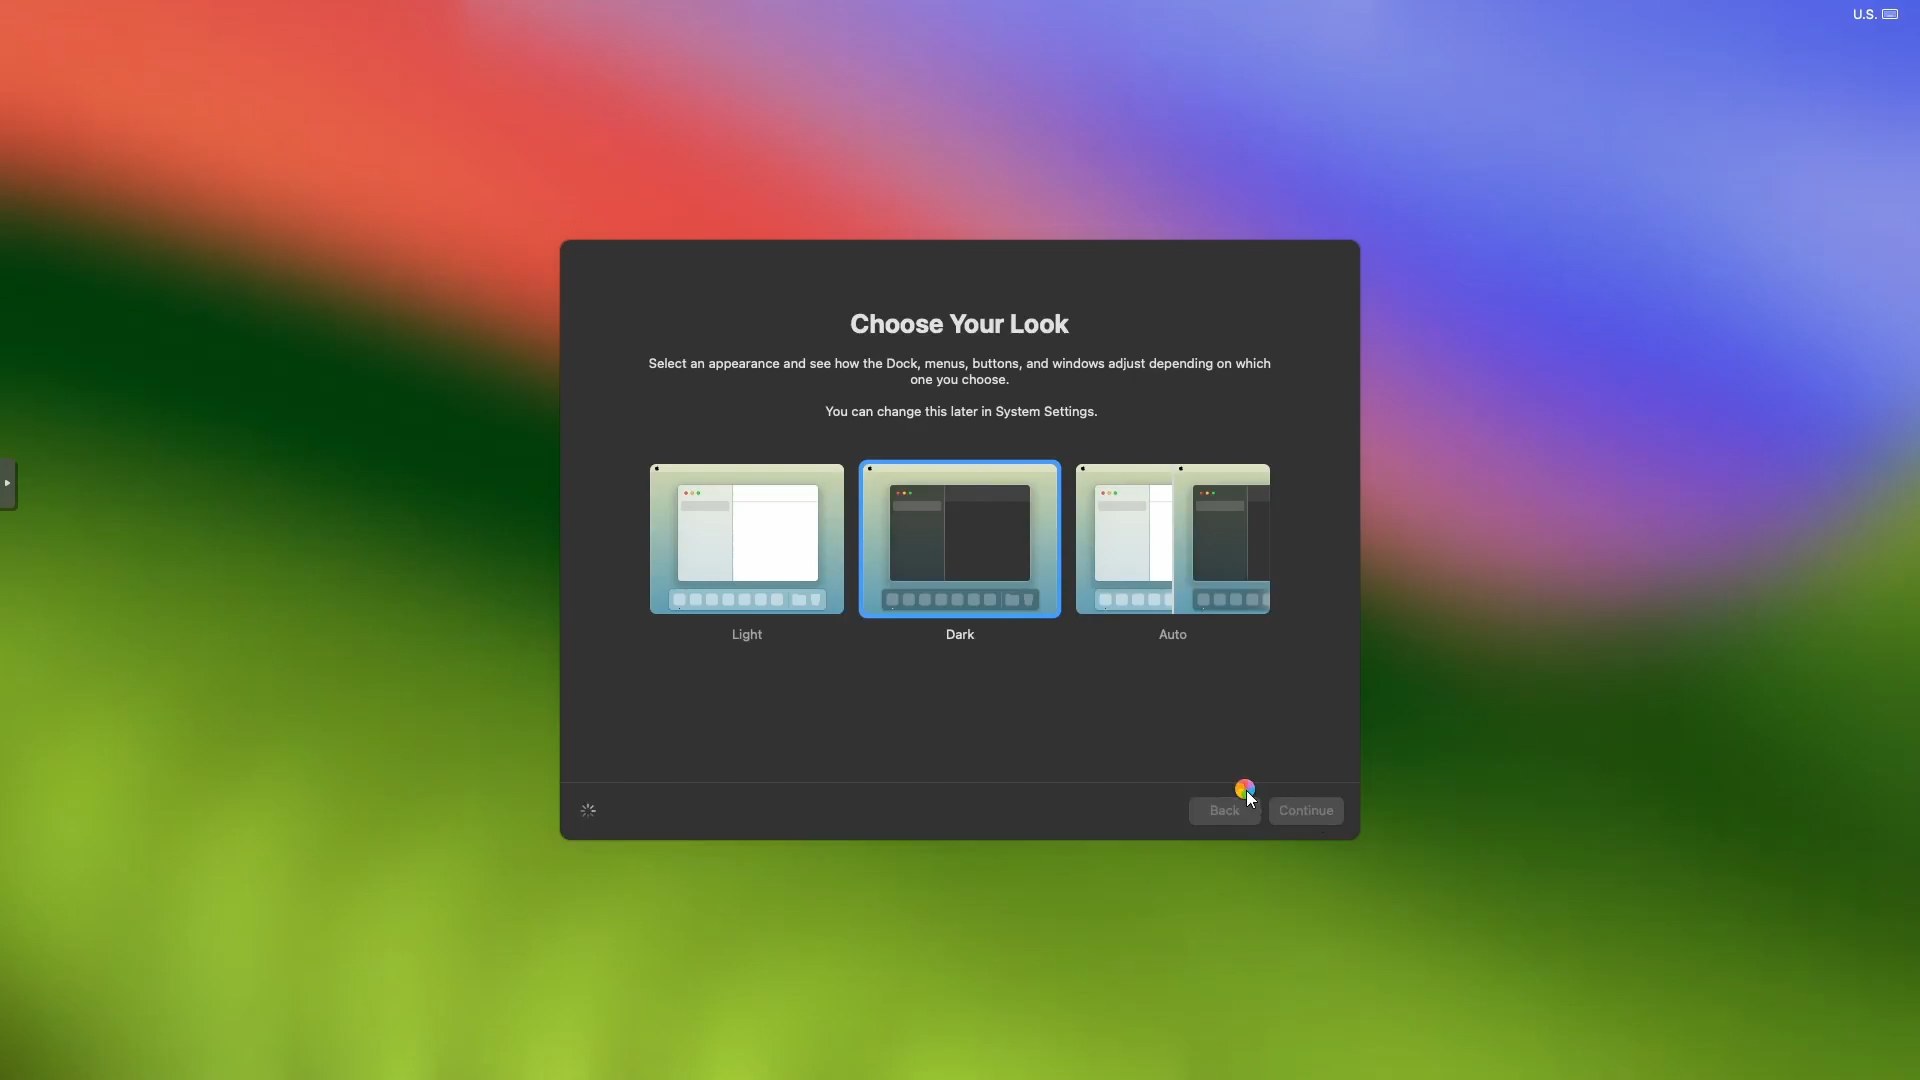 U.S.
Choose Your Look
Select an appearance and see how the Dock, menus, buttons, and windows adjust depending on which
one you choose.
You can change this later in System Settings.
Light
Dark
Auto
Back
Continue